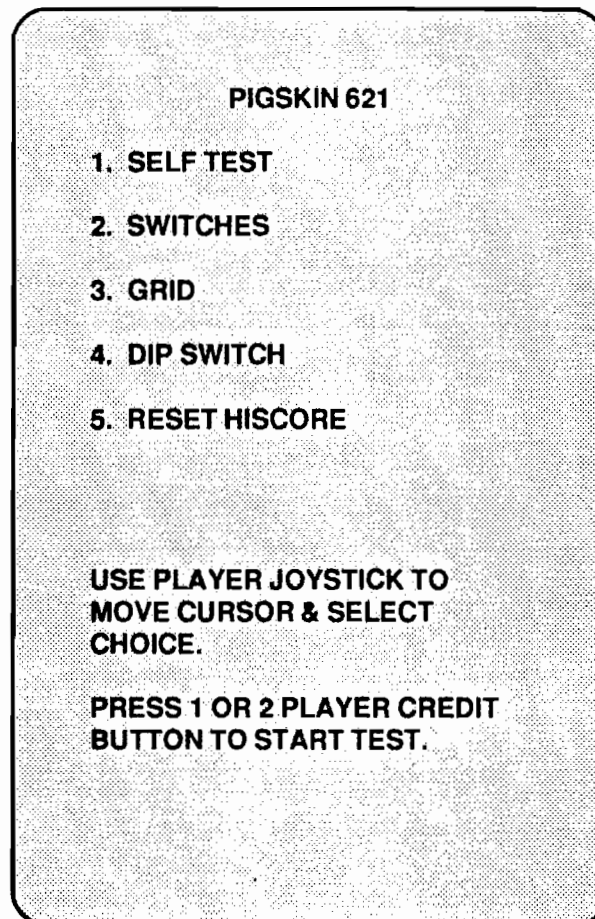 PIGSKIN 621
1. SELF TEST
2. SWITCHES
3. GRID
4. DIP SWITCH
5. RESET HISCORE
USE PLAYER JOYSTICK TO
MOVE CURSOR & SELECT
CHOICE.
PRESS 1 OR 2 PLAYER CREDIT
BUTTON TO START TEST.